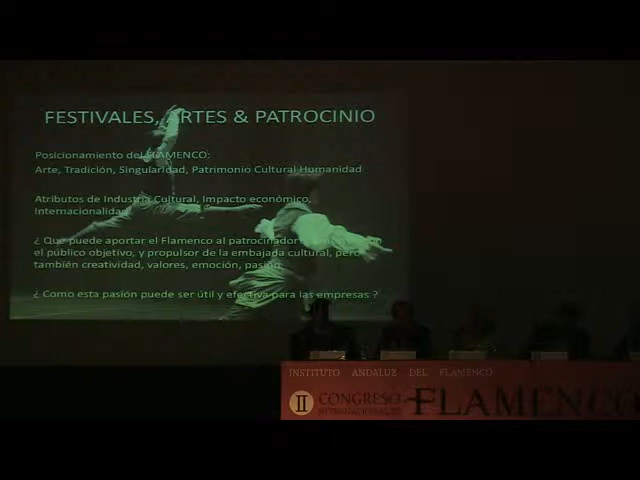 FESTIVALES, ARTES & PATROCINIO
Posicionamiento del FLAMENCO:
Arte, Tradición, Singularidad, Patrimonio Cultural Humanidad
Atributos de Industria Cultural, Impacto económico,
Internacionalidad
¿ Que puede aportar el Flamenco al patrocinador
el público objetivo, y propulsor de la embajada cultural, pero
también creatividad, valores, emoción, pasión
¿ Como esta pasión puede ser útil y efectiva para las empresas ?
INSTITUTO ANDALUZ DEL FLAMENCO
II CONGRESO FLAMENCO
INTERNACIONAL